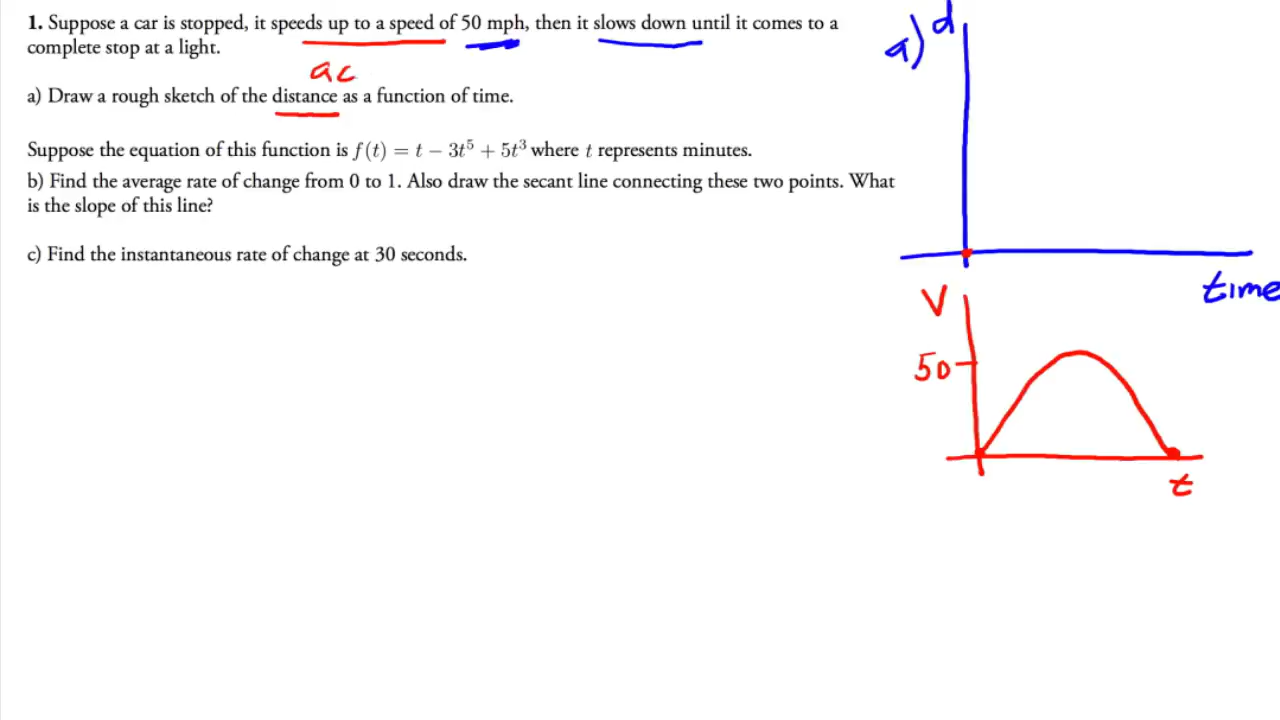 1. Suppose a car is stopped, it speeds up to a speed of 50 mph, then it slows down until it comes to a
complete stop at a light.
ac
a) Draw a rough sketch of the distance as a function of time.
Suppose the equation of this function is f(t) = t − 3t⁵ + 5t³ where t represents minutes.
b) Find the average rate of change from 0 to 1. Also draw the secant line connecting these two points. What
is the slope of this line?
c) Find the instantaneous rate of change at 30 seconds.
a) d
time
V
50
t